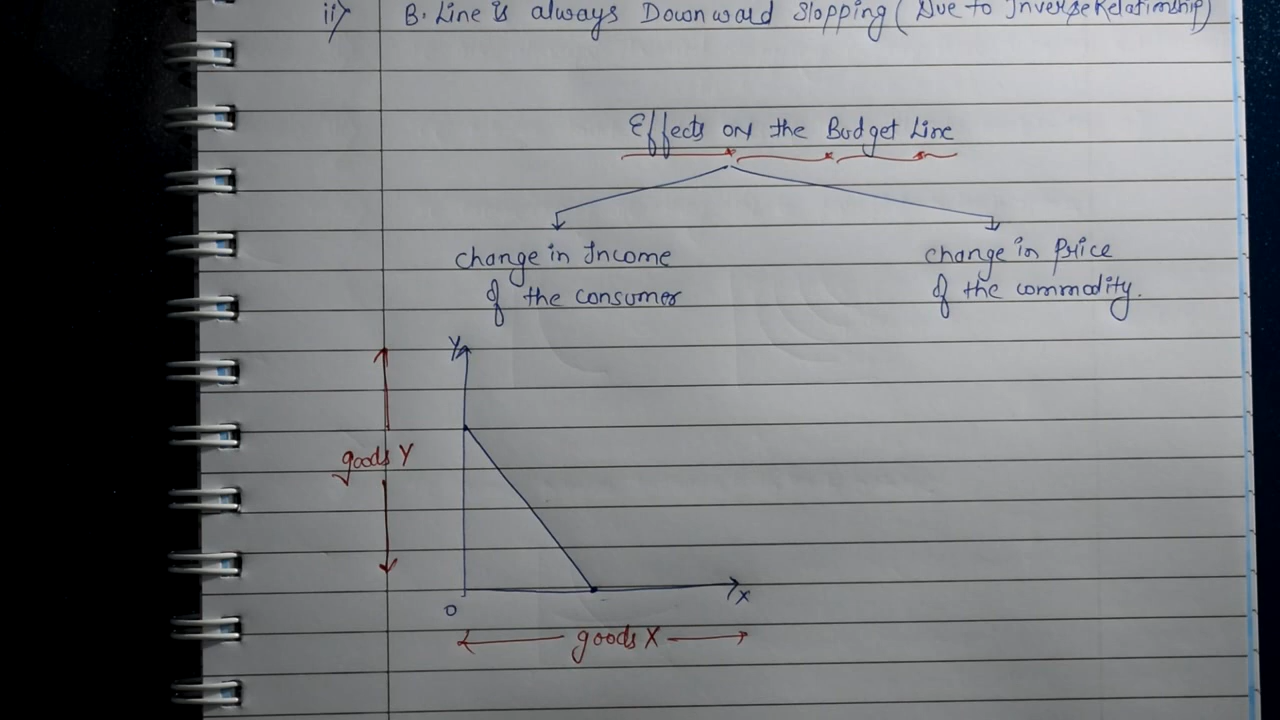 ii) B. Line is always Downward Slopping (Due to Inverse Relationship)
Effects on the Budget Line
change in Income
of the consumer
change in Price
of the commodity.
Y
goods Y
O
X
goods X